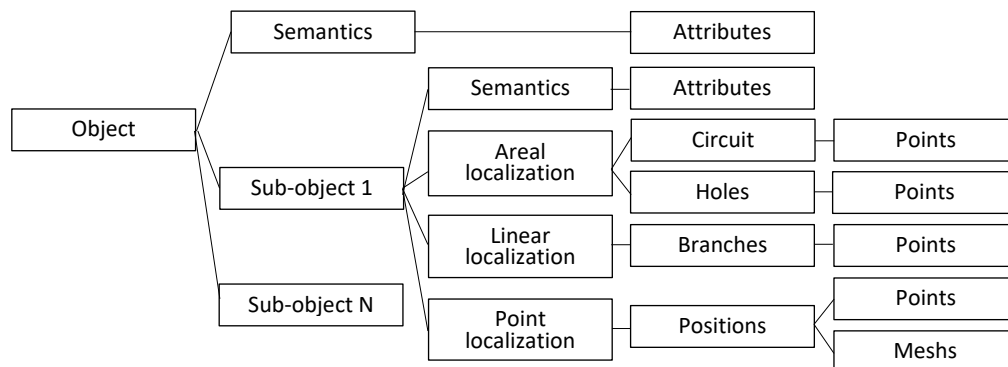 Semantics
Attributes
Semantics
Attributes
Object
Areal
localization
Circuit
Points
Sub-object 1
Holes
Points
Linear
localization
Branches
Points
Sub-object N
Point
localization
Positions
Points
Meshs